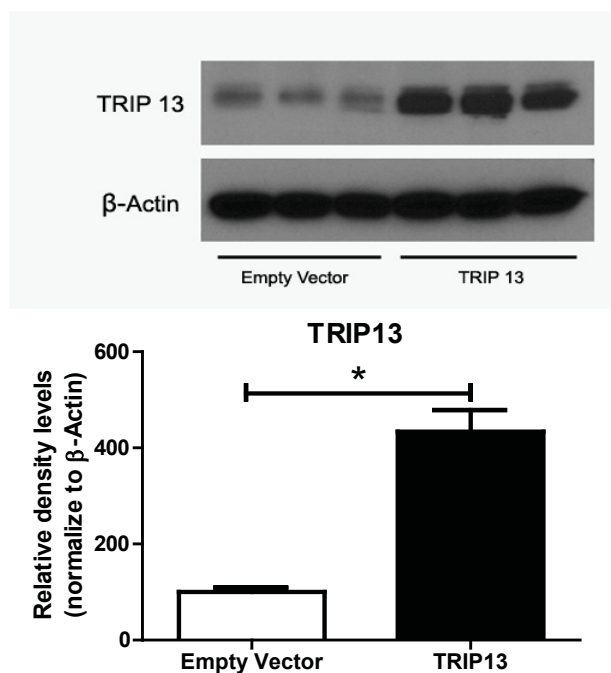 TRIP 13
β-Actin
Empty Vector TRIP 13
TRIP13
600
400
200
0
Relative density levels
(normalize to β-Actin)
*
Empty Vector TRIP13